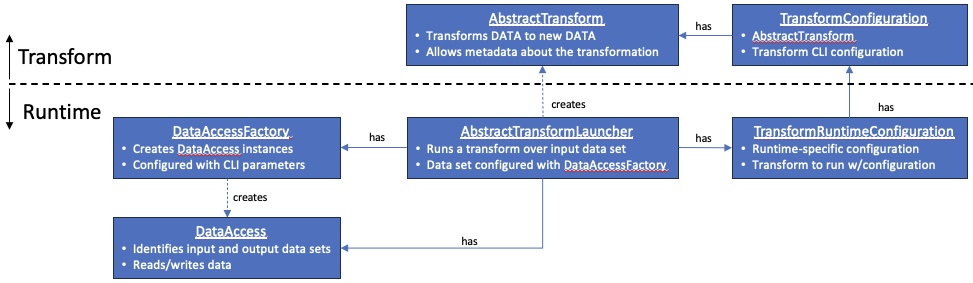 AbstractTransform
• Transforms DATA to new DATA
• Allows metadata about the transformation
has
TransformConfiguration
• AbstractTransform
• Transform CLI configuration
Transform
Runtime
creates
has
DataAccessFactory
• Creates DataAccess instances
• Configured with CLI parameters
has
AbstractTransformLauncher
• Runs a transform over input data set
• Data set configured with DataAccessFactory
has
TransformRuntimeConfiguration
• Runtime-specific configuration
• Transform to run w/configuration
creates
DataAccess
• Identifies input and output data sets
• Reads/writes data
has